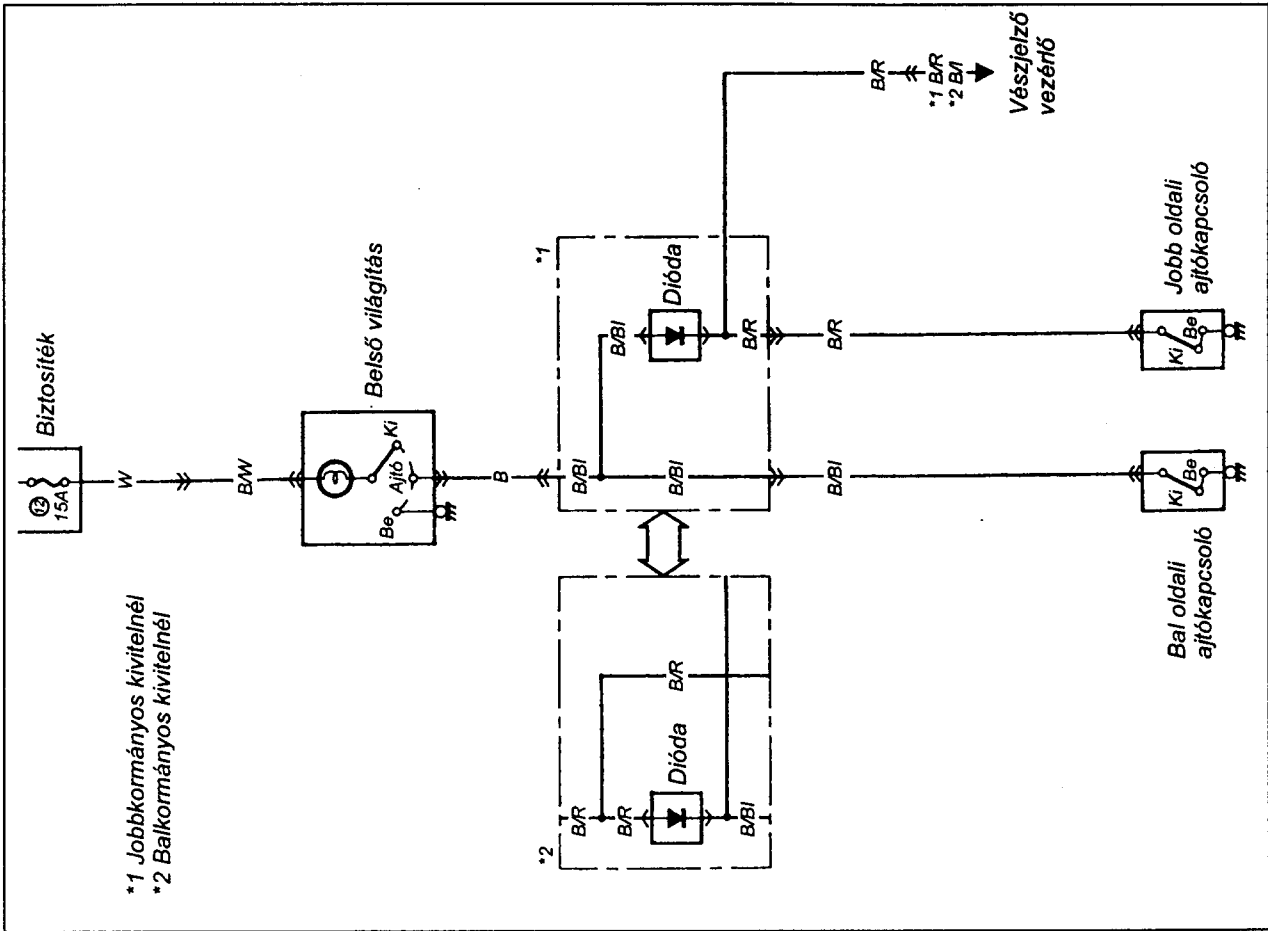 *1 Jobbkormányos kivitelnél
*2 Balkormányos kivitelnél
Biztosíték
12
15A
W
B/W
Belső világítás
Be
Ajtó
Ki
B
*2
B/R
B/R
Dióda
B/Bl
B/R
*1
B/Bl
B/Bl
B/Bl
Dióda
B/R
B/R
*1 B/R
*2 B/l
Vészjelző
vezérlő
B/Bl
B/R
Ki
Be
Bal oldali
ajtókapcsoló
Ki
Be
Jobb oldali
ajtókapcsoló